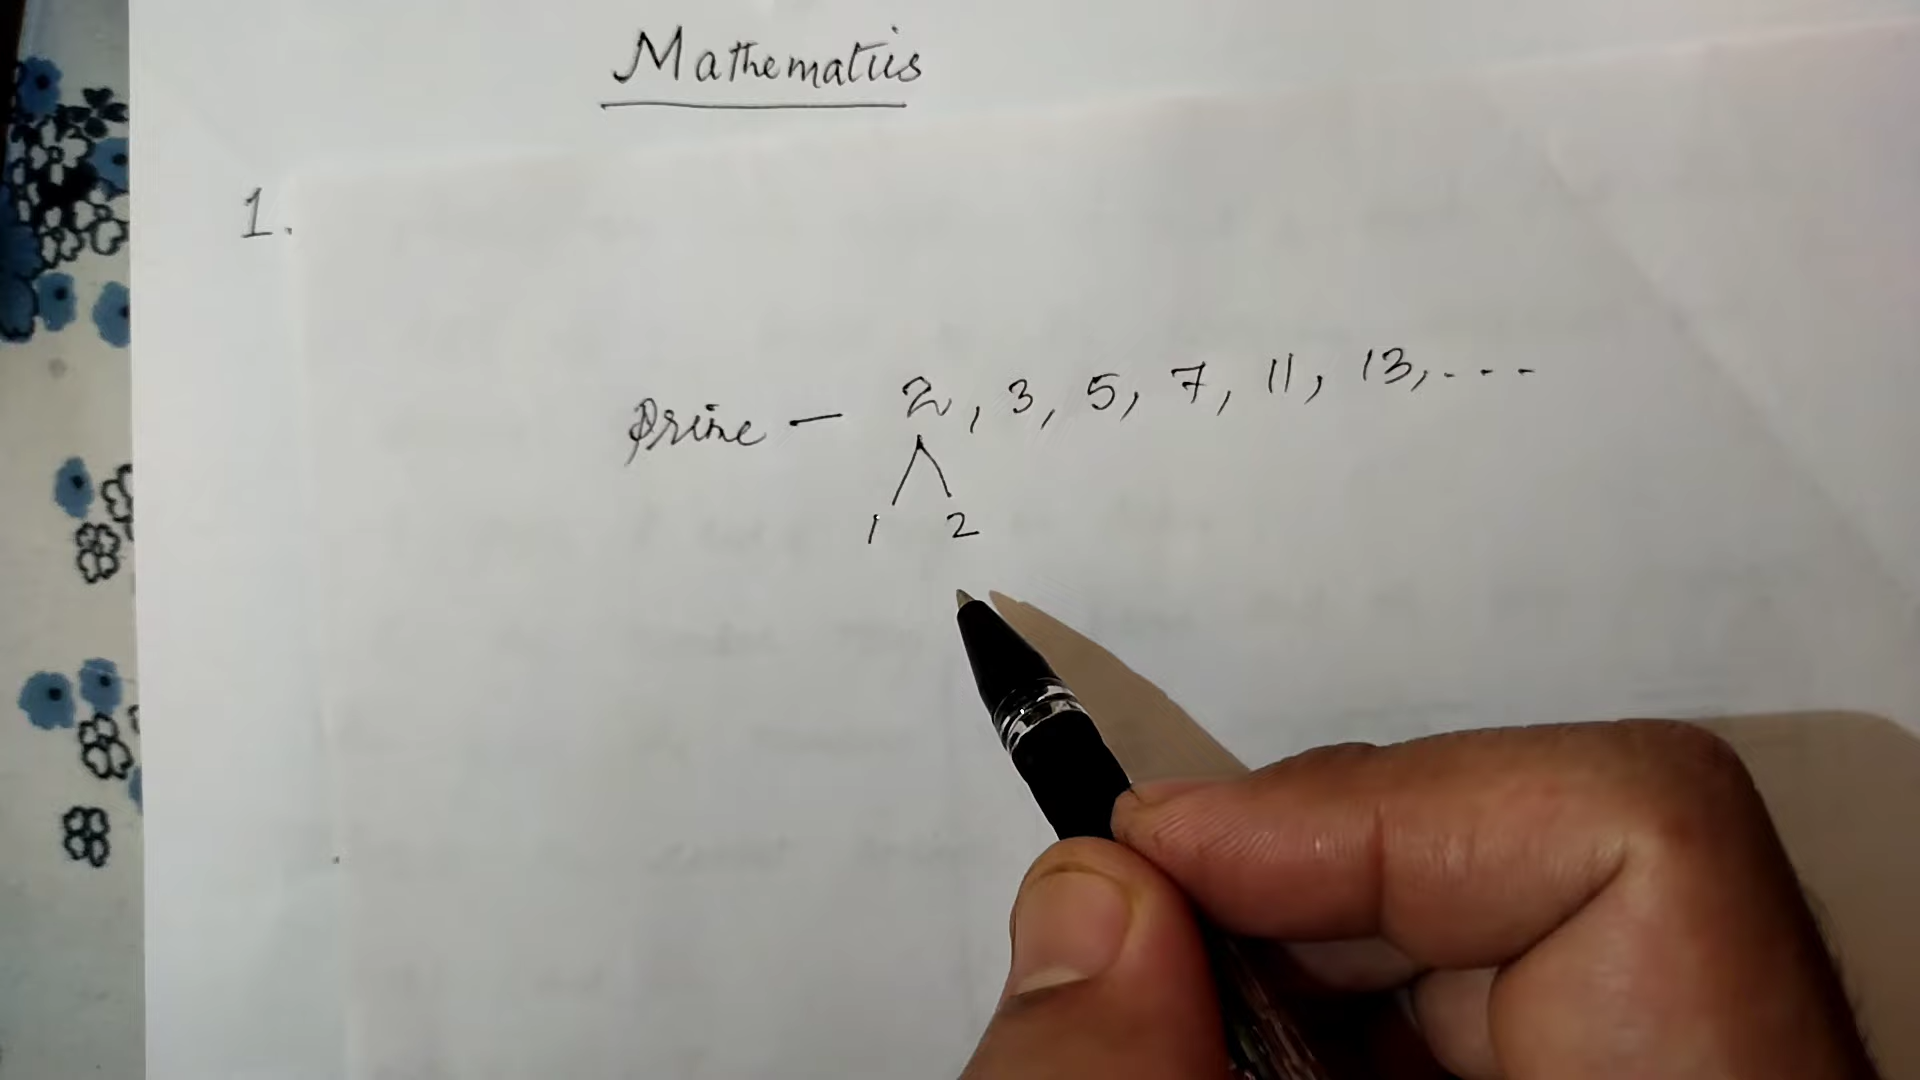 Mathematics
1.
Prime — 2, 3, 5, 7, 11, 13, ...
1 2